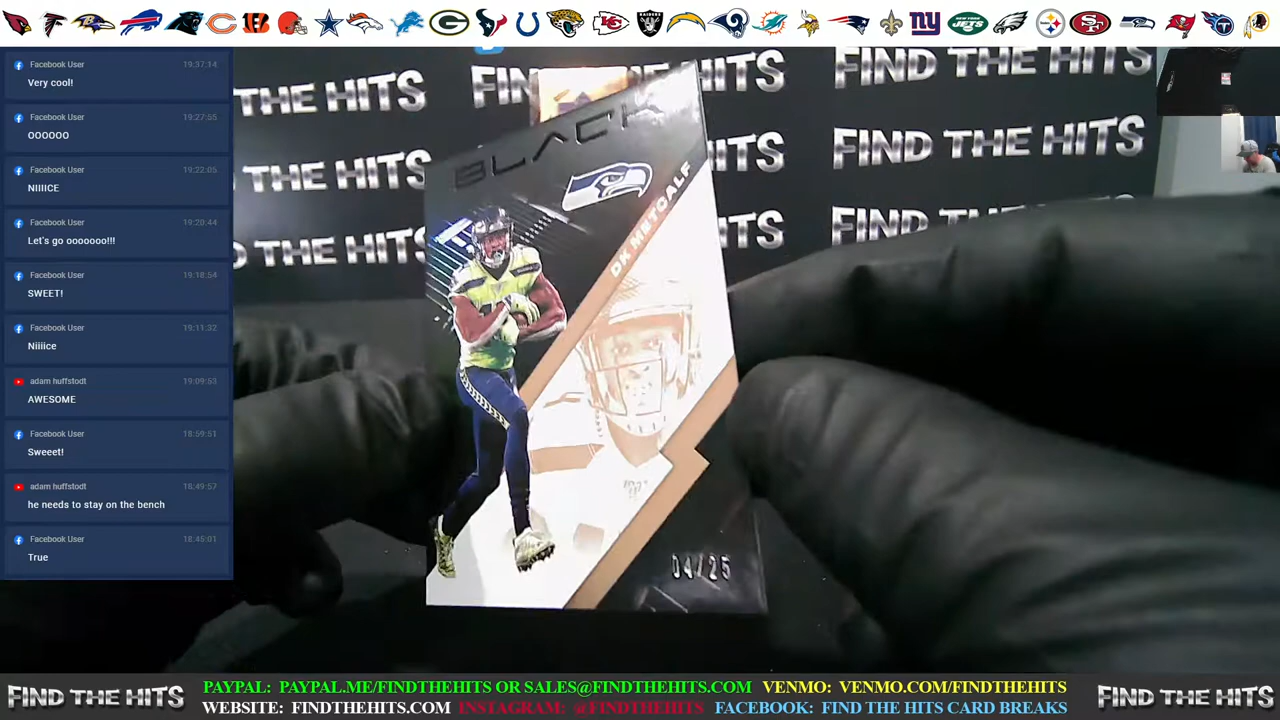 Facebook User 19:37:14
Very cool!
Facebook User 19:27:55
OOOOOO
Facebook User 19:22:05
NIIIICE
Facebook User 19:20:44
Let's go ooooooo!!!
Facebook User 19:18:54
SWEET!
Facebook User 19:11:32
Niiiice
adam huffstodt 19:09:53
AWESOME
Facebook User 18:59:51
Sweeet!
adam huffstodt 18:49:57
he needs to stay on the bench
Facebook User 18:45:01
True
THE HITS FIND THE HITS FIND THE HITS
THE HITS HITS FIND THE HITS
THE HITS HITS FIND
BLACK
DK METCALF
04/25
FIND THE HITS
PAYPAL: PAYPAL.ME/FINDTHEHITS OR SALES@FINDTHEHITS.COM VENMO: VENMO.COM/FINDTHEHITS
WEBSITE: FINDTHEHITS.COM INSTAGRAM: @FINDTHEHITS FACEBOOK: FIND THE HITS CARD BREAKS
FIND THE HITS